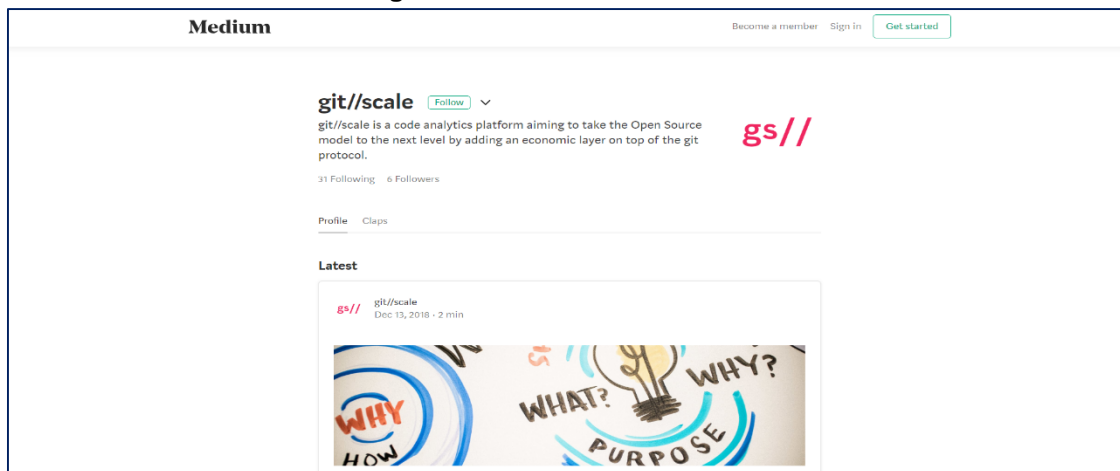 Medium
Become a member Sign in Get started
git//scale Follow
git//scale is a code analytics platform aiming to take the Open Source
model to the next level by adding an economic layer on top of the git
protocol.
gs//
31 Following 6 Followers
Profile Claps
Latest
gs//
git//scale
Dec 13, 2018 · 2 min
WHAT?
WHY?
WHY
HOW
PURPOSE